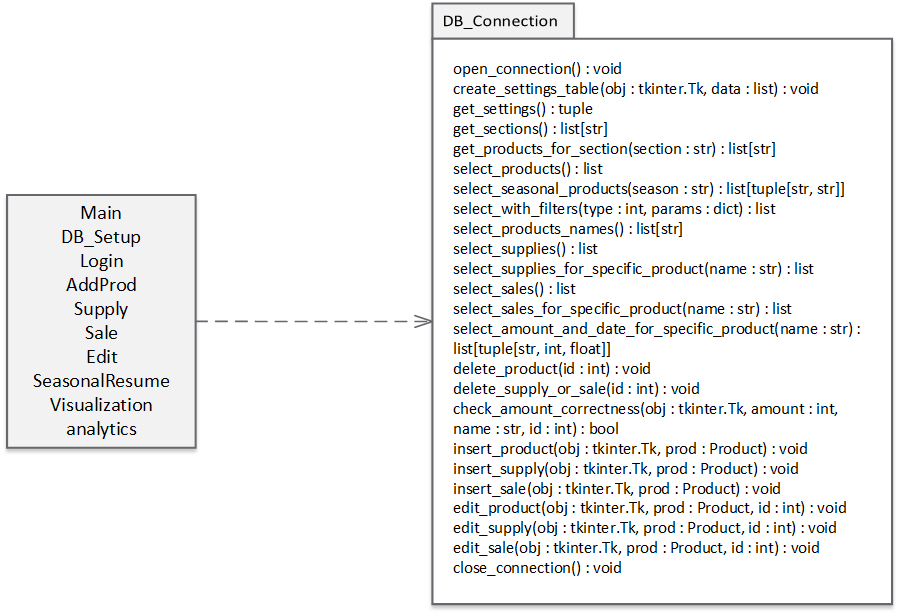 DB_Connection
open_connection() : void
create_settings_table(obj : tkinter.Tk, data : list) : void
get_settings() : tuple
get_sections() : list[str]
get_products_for_section(section : str) : list[str]
select_products() : list
select_seasonal_products(season : str) : list[tuple[str, str]]
select_with_filters(type : int, params : dict) : list
select_products_names() : list[str]
select_supplies() : list
select_supplies_for_specific_product(name : str) : list
select_sales() : list
select_sales_for_specific_product(name : str) : list
select_amount_and_date_for_specific_product(name : str) :
list[tuple[str, int, float]]
delete_product(id : int) : void
delete_supply_or_sale(id : int) : void
check_amount_correctness(obj : tkinter.Tk, amount : int,
name : str, id : int) : bool
insert_product(obj : tkinter.Tk, prod : Product) : void
insert_supply(obj : tkinter.Tk, prod : Product) : void
insert_sale(obj : tkinter.Tk, prod : Product) : void
edit_product(obj : tkinter.Tk, prod : Product, id : int) : void
edit_supply(obj : tkinter.Tk, prod : Product, id : int) : void
edit_sale(obj : tkinter.Tk, prod : Product, id : int) : void
close_connection() : void
Main
DB_Setup
Login
AddProd
Supply
Sale
Edit
SeasonalResume
Visualization
analytics